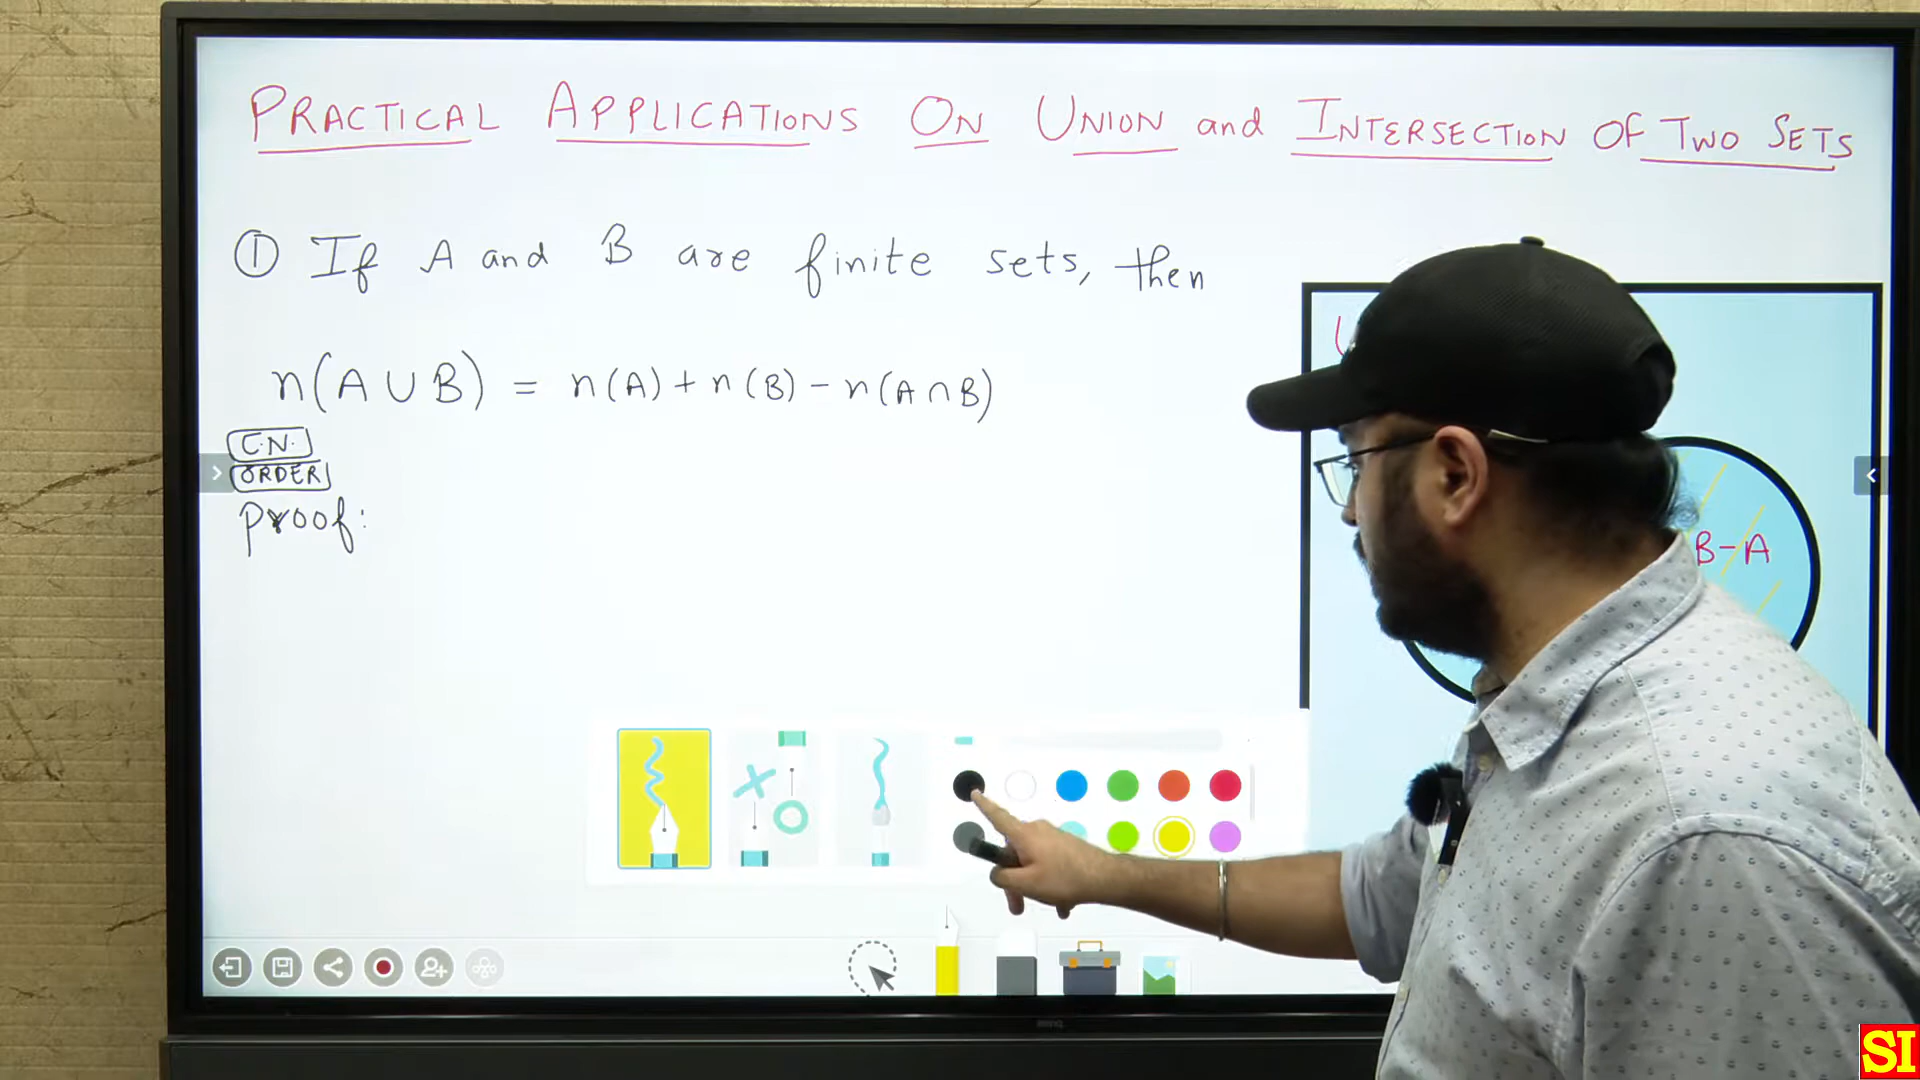 PRACTICAL APPLICATIONS ON UNION and INTERSECTION OF TWO SETS
① If A and B are finite sets, then
n(A ∪ B) = n(A) + n(B) - n(A ∩ B)
C.N.
ORDER
Proof:
U
B-A
SI